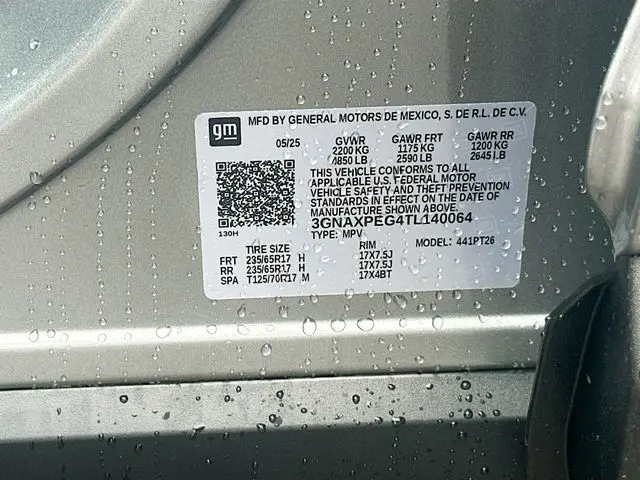 gm
MFD BY GENERAL MOTORS DE MEXICO, S. DE R.L. DE C.V.
05/25 GVWR GAWR FRT GAWR RR
2200 KG 1175 KG 1200 KG
4850 LB 2590 LB 2645 LB
THIS VEHICLE CONFORMS TO ALL
APPLICABLE U.S. FEDERAL MOTOR
VEHICLE SAFETY AND THEFT PREVENTION
STANDARDS IN EFFECT ON THE DATE OF
MANUFACTURE SHOWN ABOVE.
3GNAXPEG4TL140064
130H
TYPE: MPV MODEL: 441PT26
TIRE SIZE RIM
FRT 235/65R17 H 17X7.5J
RR 235/65R17 H 17X7.5J
SPA T125/70R17 M 17X4BT